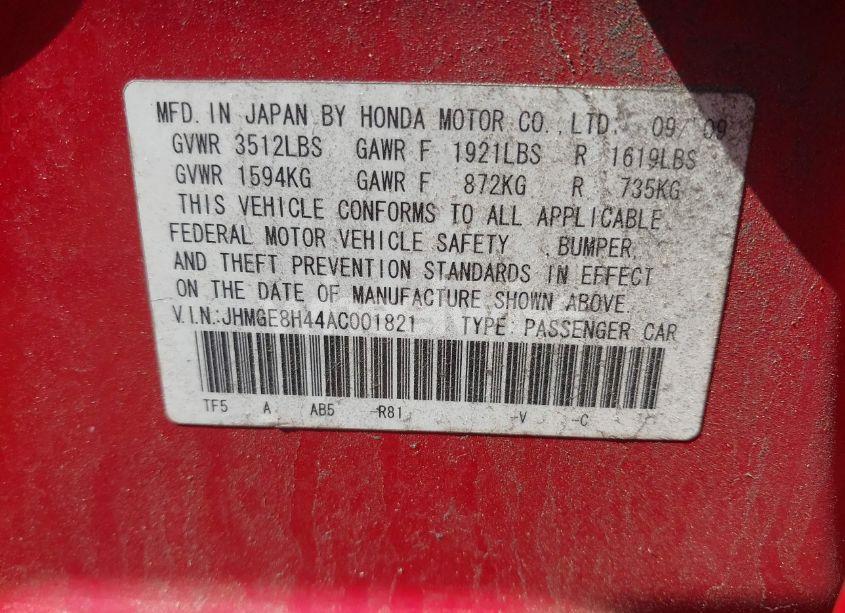 MFD. IN JAPAN BY HONDA MOTOR CO., LTD. 09/09
GVWR 3512LBS GAWR F 1921LBS R 1619LBS
GVWR 1594KG GAWR F 872KG R 735KG
THIS VEHICLE CONFORMS TO ALL APPLICABLE
FEDERAL MOTOR VEHICLE SAFETY , BUMPER,
AND THEFT PREVENTION STANDARDS IN EFFECT
ON THE DATE OF MANUFACTURE SHOWN ABOVE.
V.I.N.:JHMGE8H44AC001821 TYPE: PASSENGER CAR
TF5 A AB5 -R81 -V -C